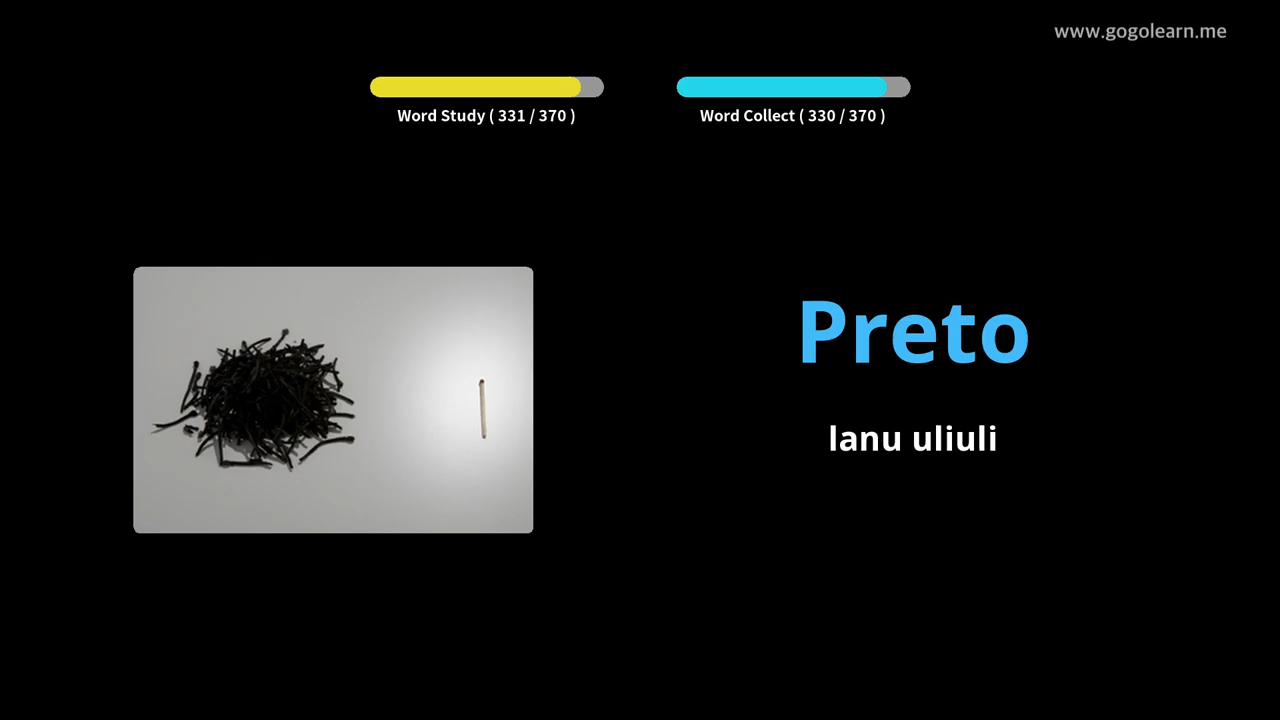 www.gogolearn.me
Word Study ( 331 / 370 )
Word Collect ( 330 / 370 )
Preto
lanu uliuli